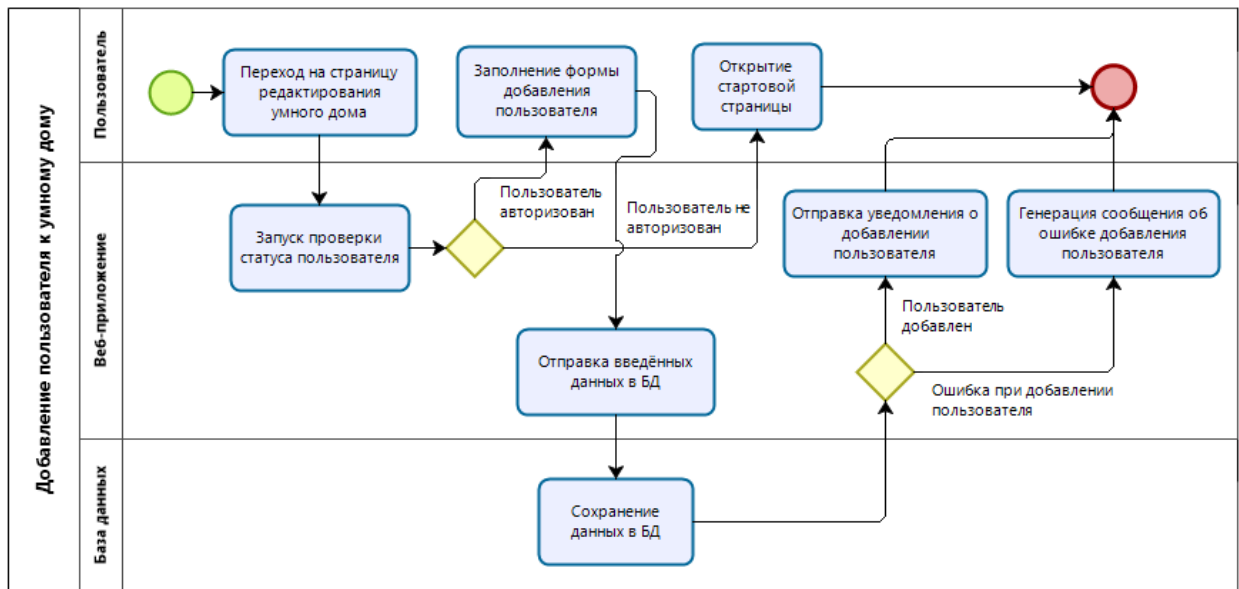 Добавление пользователя к умному дому
Пользователь
Переход на страницу
редактирования
умного дома
Заполнение формы
добавления
пользователя
Открытие
стартовой
страницы
Веб-приложение
Запуск проверки
статуса пользователя
Пользователь
авторизован
Пользователь не
авторизован
Отправка уведомления о
добавлении
пользователя
Генерация сообщения об
ошибке добавления
пользователя
Пользователь
добавлен
Отправка введённых
данных в БД
Ошибка при добавлении
пользователя
База данных
Сохранение
данных в БД